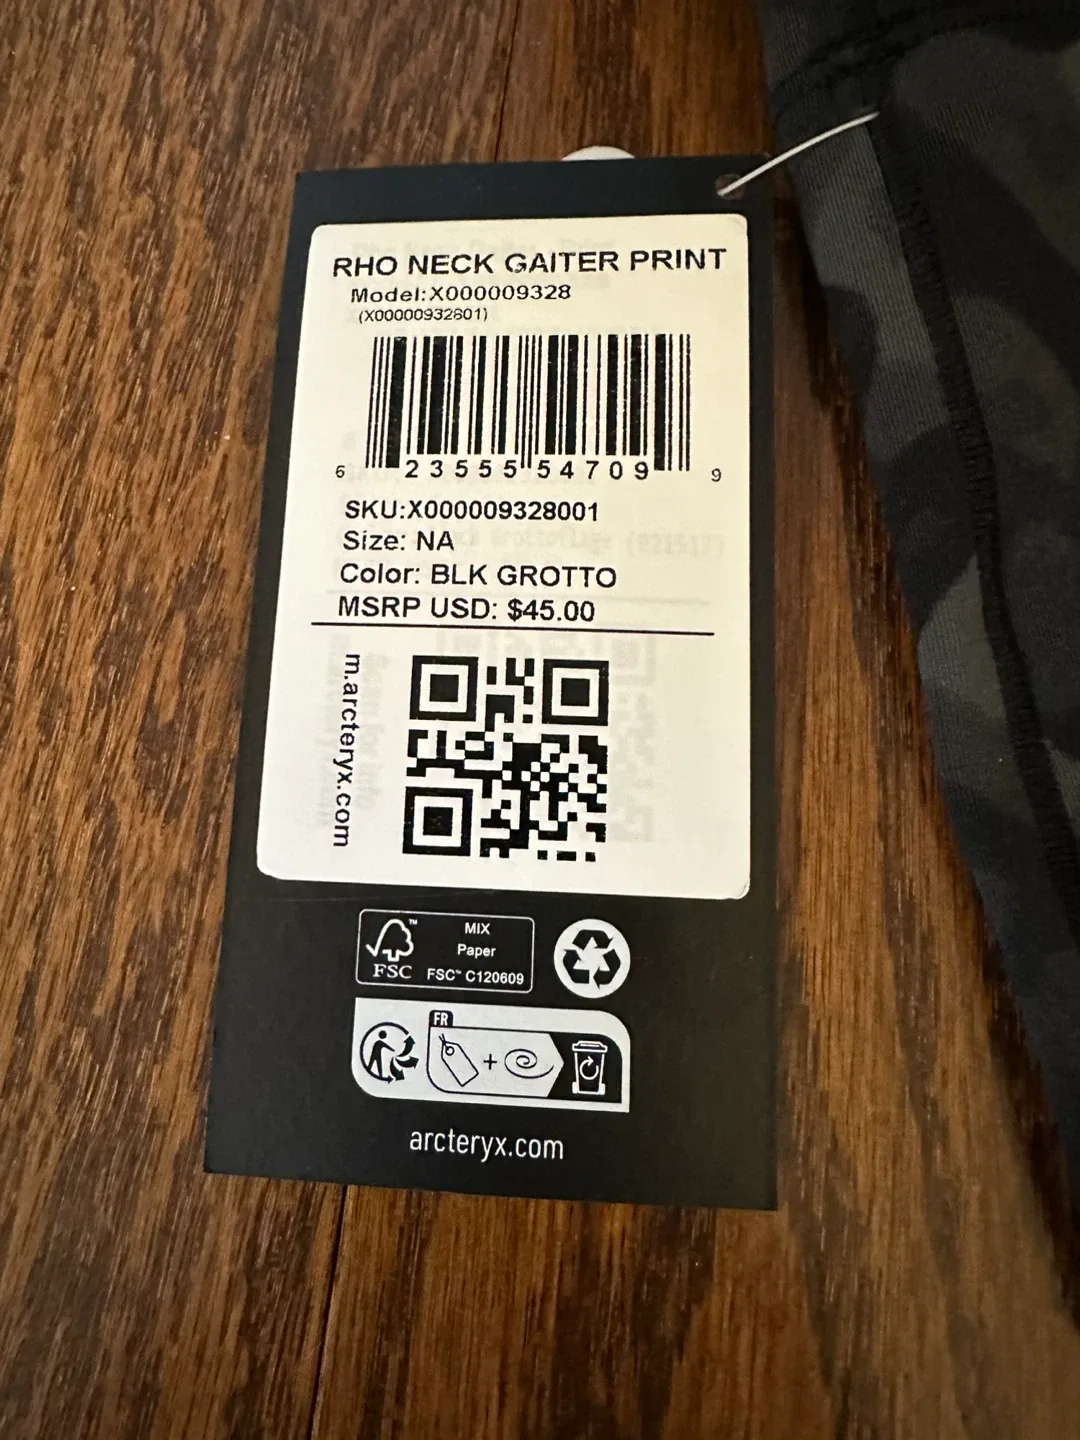 RHO NECK GAITER PRINT
Model:X000009328
(X00000932801)
6 23555 54709 9
SKU:X000009328001
Size: NA
Color: BLK GROTTO
MSRP USD: $45.00
m.arcteryx.com
FSC™
MIX
Paper
FSC™ C120609
FR
arcteryx.com